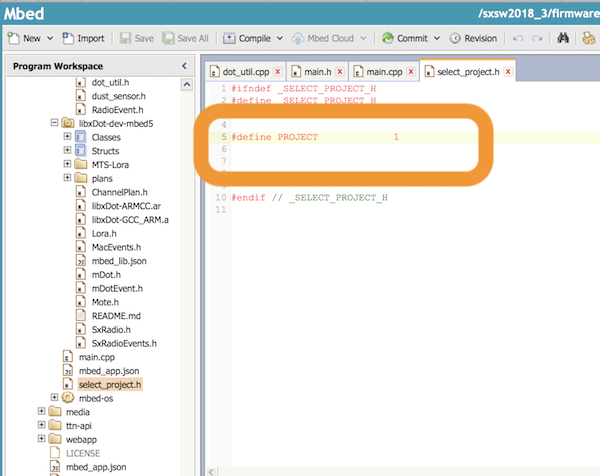 Mbed
/sxsw2018_3/firmware
New Import Save Save All Compile Mbed Cloud Commit Revision
Program Workspace
dot_util.h
dust_sensor.h
RadioEvent.h
libxDot-dev-mbed5
Classes
Structs
MTS-Lora
plans
ChannelPlan.h
libxDot-ARMCC.ar
libxDot-GCC_ARM.a
Lora.h
MacEvents.h
mbed_lib.json
mDot.h
mDotEvent.h
Mote.h
README.md
SxRadio.h
SxRadioEvents.h
main.cpp
mbed_app.json
select_project.h
mbed-os
media
ttn-api
webapp
LICENSE
mbed_app.json
dot_util.cpp x main.h x main.cpp x select_project.h x
1 #ifndef _SELECT_PROJECT_H
2 #define _SELECT_PROJECT_H
4
5 #define PROJECT 1
6
7
10 #endif // _SELECT_PROJECT_H
11